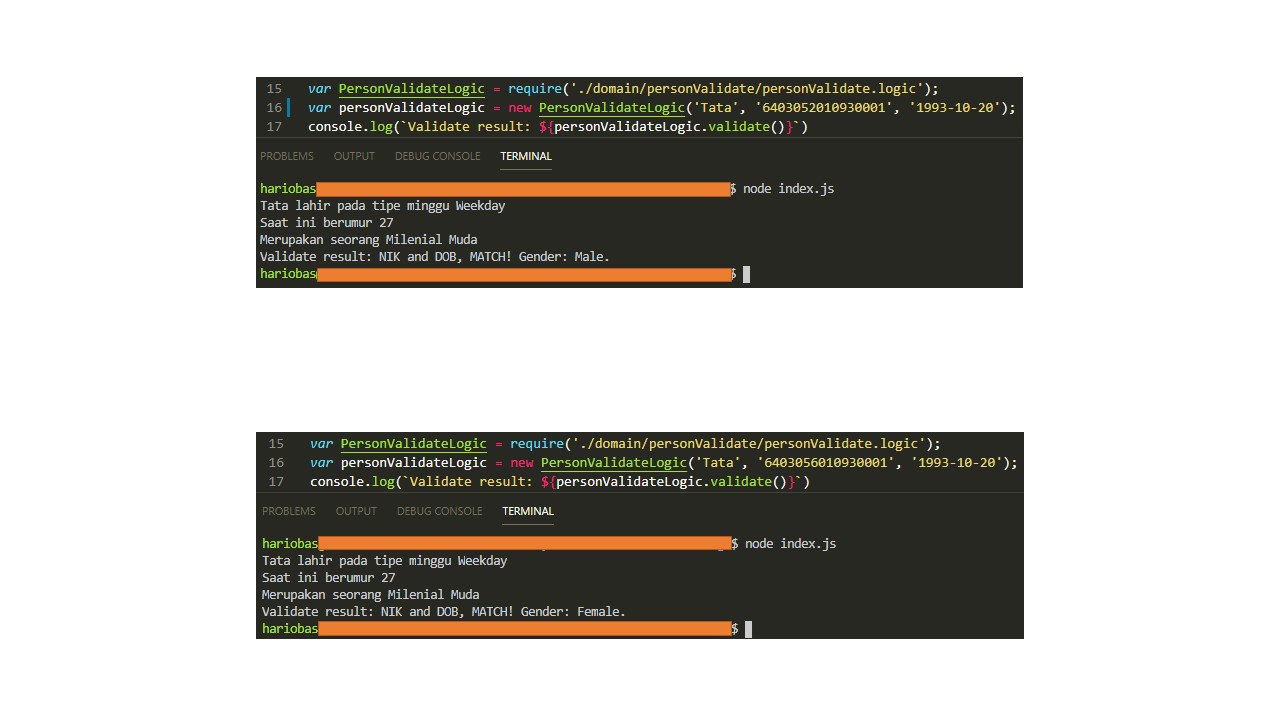 15 var PersonValidateLogic = require('./domain/personValidate/personValidate.logic');
16 var personValidateLogic = new PersonValidateLogic('Tata', '6403052010930001', '1993-10-20');
17 console.log(`Validate result: ${personValidateLogic.validate()}`)
PROBLEMS OUTPUT DEBUG CONSOLE TERMINAL
hariobas $ node index.js
Tata lahir pada tipe minggu Weekday
Saat ini berumur 27
Merupakan seorang Milenial Muda
Validate result: NIK and DOB, MATCH! Gender: Male.
hariobas $
15 var PersonValidateLogic = require('./domain/personValidate/personValidate.logic');
16 var personValidateLogic = new PersonValidateLogic('Tata', '6403056010930001', '1993-10-20');
17 console.log(`Validate result: ${personValidateLogic.validate()}`)
PROBLEMS OUTPUT DEBUG CONSOLE TERMINAL
hariobas $ node index.js
Tata lahir pada tipe minggu Weekday
Saat ini berumur 27
Merupakan seorang Milenial Muda
Validate result: NIK and DOB, MATCH! Gender: Female.
hariobas $